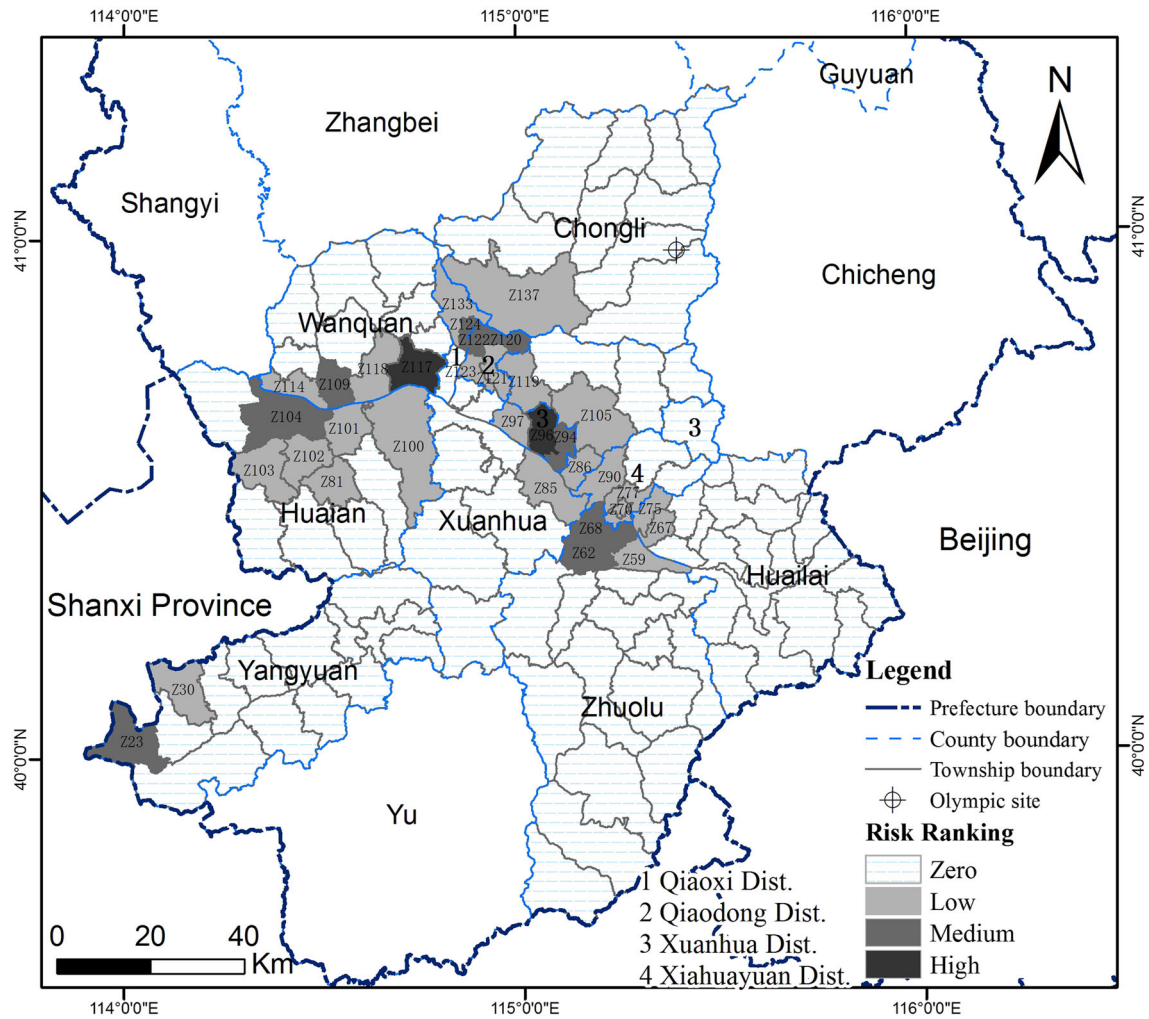 114°0'0"E 115°0'0"E 116°0'0"E
Guyuan
N
Zhangbei
Shangyi
Chongli
41°0'0"N 41°0'0"N
Chicheng
Z137
Z133
Wanquan
Z124
Z122 Z120
1
Z118 Z117 Z123 2
Z121 Z119
Z114 Z109
Z104 Z105
Z97 3
Z101 Z100 Z96 Z94 3
Z102
Z103 Z86 4
Z81 Z85 Z90
Z77
Huaian Xuanhua Z70 Z75
Z68 Z67
Beijing
Z62 Z59
Huailai
Shanxi Province
Yangyuan
Z30
Zhuolu
Z23
40°0'0"N 40°0'0"N
Yu
Legend
Prefecture boundary
County boundary
Township boundary
Olympic site
Risk Ranking
Zero
Low
Medium
High
1 Qiaoxi Dist.
2 Qiaodong Dist.
3 Xuanhua Dist.
4 Xiahuayuan Dist.
0 20 40
Km
114°0'0"E 115°0'0"E 116°0'0"E